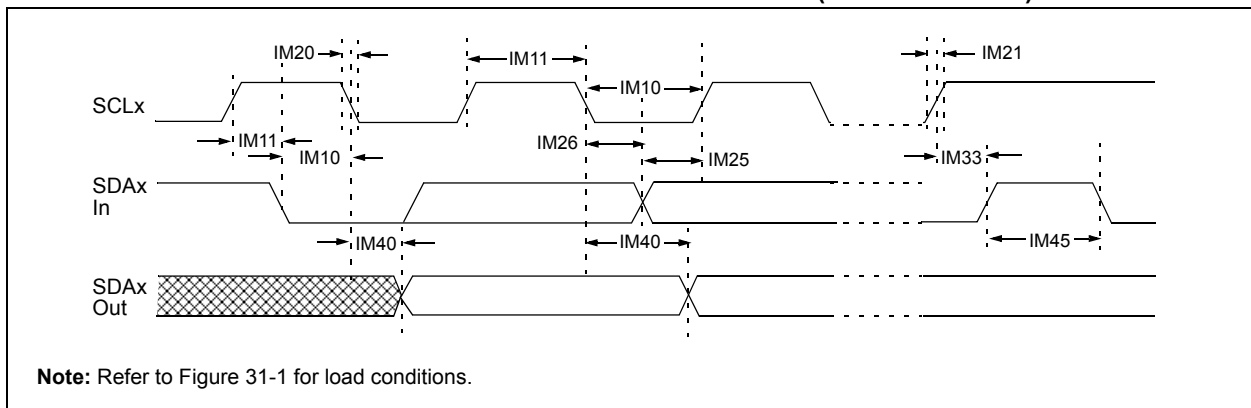 IM20
IM11
IM21
IM10
SCLx
IM11
IM26
IM10
IM25
IM33
SDAx
In
IM40
IM40
IM45
SDAx
Out
Note: Refer to Figure 31-1 for load conditions.